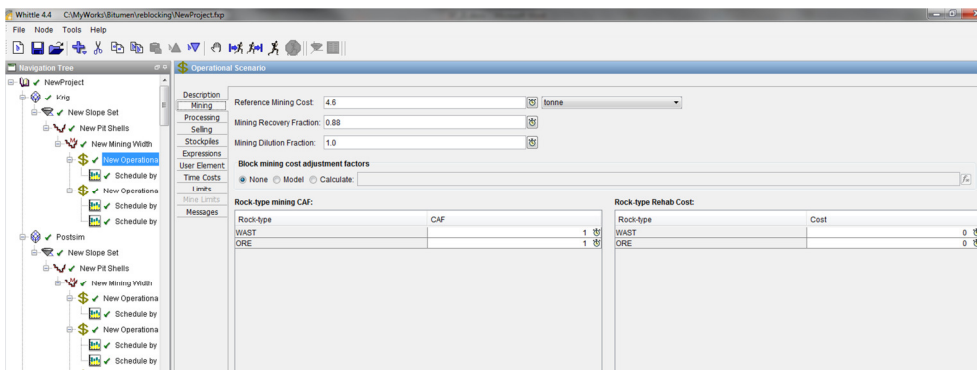 Whittle 4.4 C:\MyWorks\Bitumen\reblocking\NewProject.fxp
File Node Tools Help
Navigation Tree
NewProject
Krig
New Slope Set
New Pit Shells
New Mining Width
New Operationa
Schedule by
New Operationa
Schedule by
Schedule by
Postsim
New Slope Set
New Pit Shells
New Mining Width
New Operationa
Schedule by
New Operationa
Schedule by
Schedule by
Operational Scenario
Description
Mining
Processing
Selling
Stockpiles
Expressions
User Element
Time Costs
Limits
Mine Limits
Messages
Reference Mining Cost: 4.6 tonne
Mining Recovery Fraction: 0.88
Mining Dilution Fraction: 1.0
Block mining cost adjustment factors
None Model Calculate:
Rock-type mining CAF:
Rock-type CAF
WAST 1
ORE 1
Rock-type Rehab Cost:
Rock-type Cost
WAST 0
ORE 0